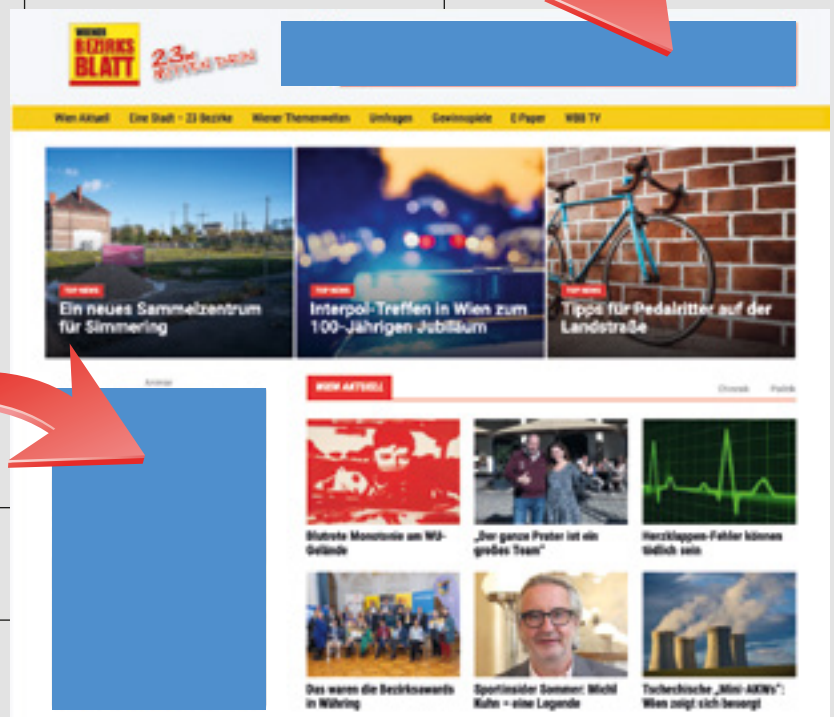 WIENER
BEZIRKS
BLATT
23x
MITTEN DRIN!
Wien Aktuell Eine Stadt – 23 Bezirke Wiener Themenwelten Umfragen Gewinnspiele E-Paper WBB TV
TOP NEWS
Ein neues Sammelzentrum
für Simmering
TOP NEWS
Interpol-Treffen in Wien zum
100-Jährigen Jubiläum
TOP NEWS
Tipps für Pedalritter auf der
Landstraße
Anzeige
WIEN AKTUELL
Chronik Politik
Blutrote Monotonie am WU-
Gelände
„Der ganze Prater ist ein
großes Team“
Herzklappen-Fehler können
tödlich sein
Das waren die Bezirksawards
in Währing
Sportinsider Sommer: Michl
Kuhn – eine Legende
Tschechische „Mini-AKWs“:
Wien zeigt sich besorgt